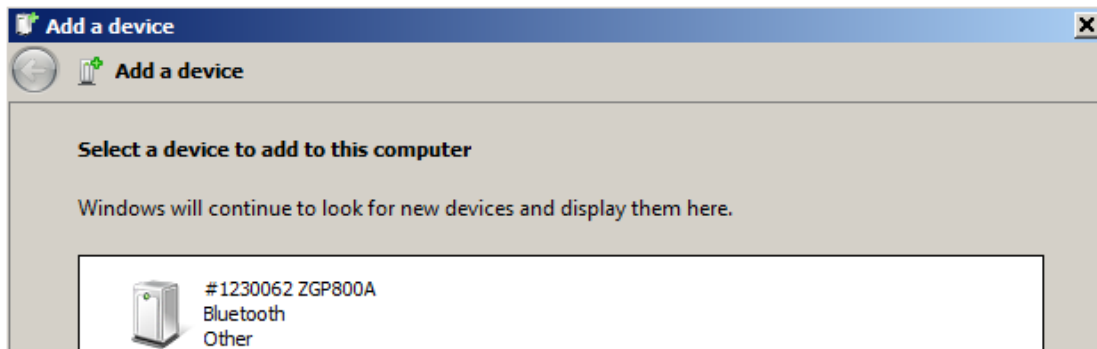 Add a device
Add a device
Select a device to add to this computer
Windows will continue to look for new devices and display them here.
#1230062 ZGP800A
Bluetooth
Other